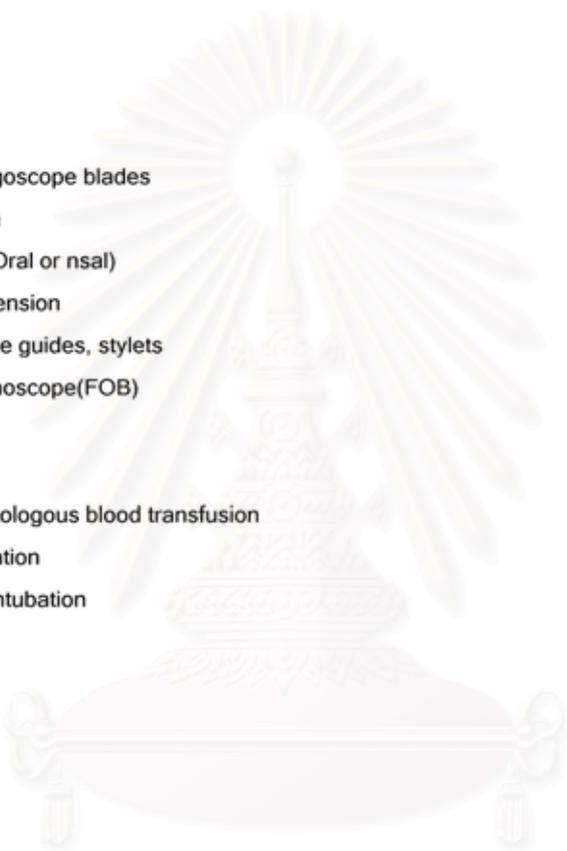 goscope blades
Oral or nsal)
ension
e guides, stylets
noscope(FOB)
ologous blood transfusion
ation
ntubation